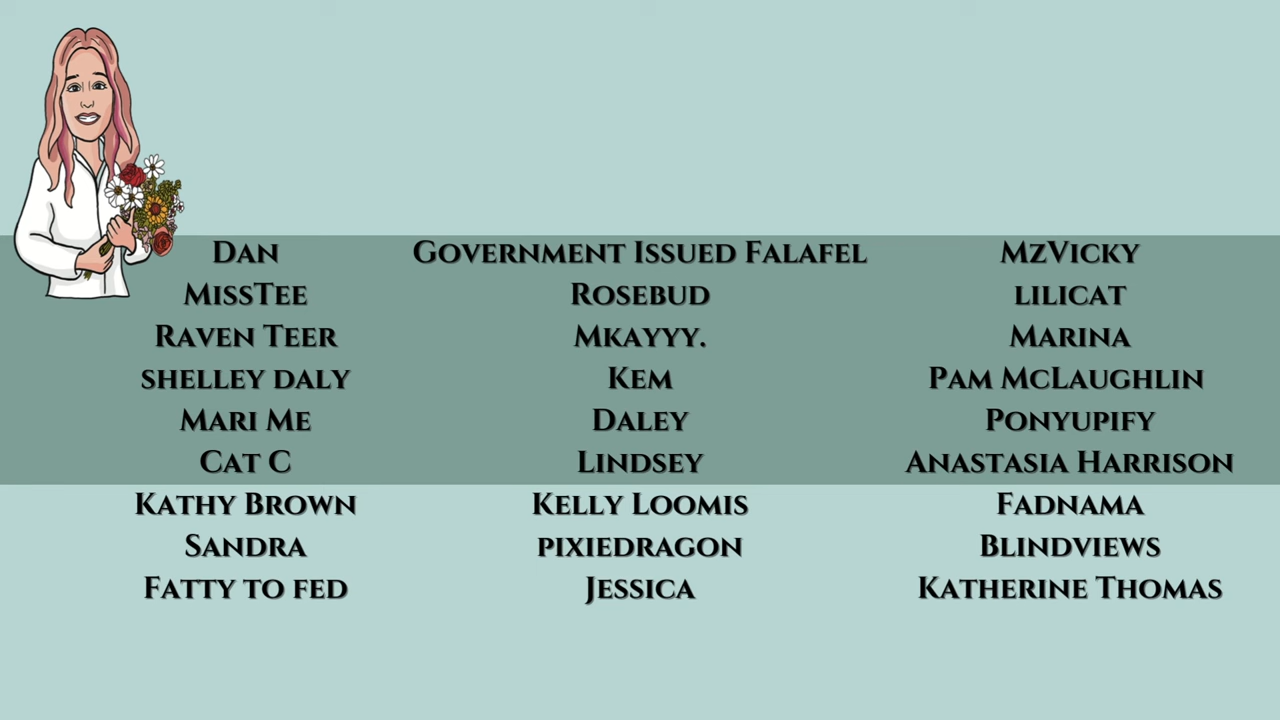 Dan Government Issued Falafel MzVicky
MissTee Rosebud lilicat
Raven Teer Mkayyy. Marina
shelley daly Kem Pam McLaughlin
Mari Me Daley Ponyupify
Cat C Lindsey Anastasia Harrison
Kathy Brown Kelly Loomis Fadnama
Sandra pixiedragon Blindviews
Fatty to fed Jessica Katherine Thomas